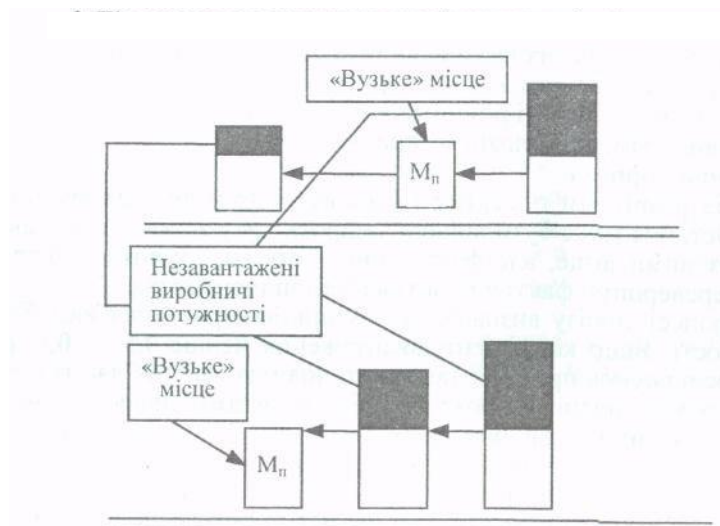 «Вузьке» місце
Мп
Незавантажені
виробничі
потужності
«Вузьке»
місце
Мп